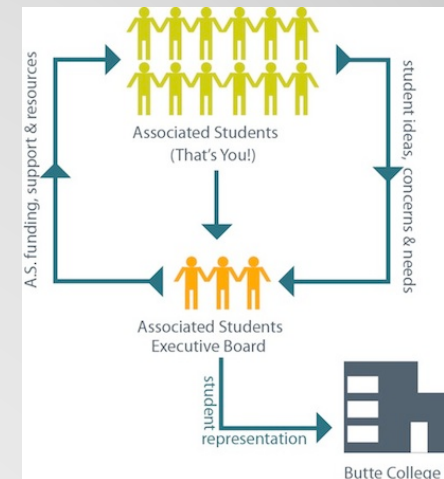 A.S. funding, support & resources
student ideas, concerns & needs
Associated Students
(That's You!)
Associated Students
Executive Board
student
representation
Butte College